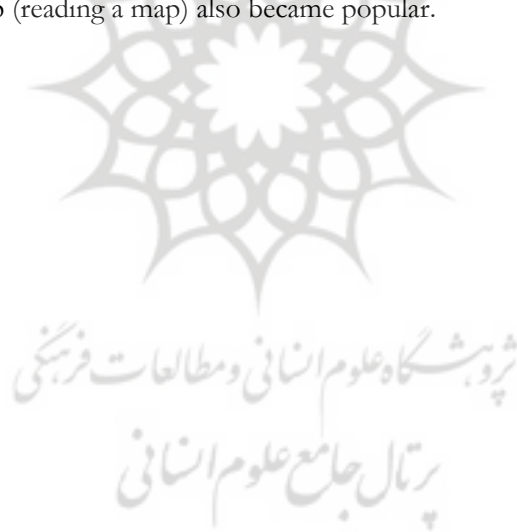 (reading a map) also became popular.
پژوهشگاه علوم انسانی و مطالعات فرهنگی
پرتال جامع علوم انسانی